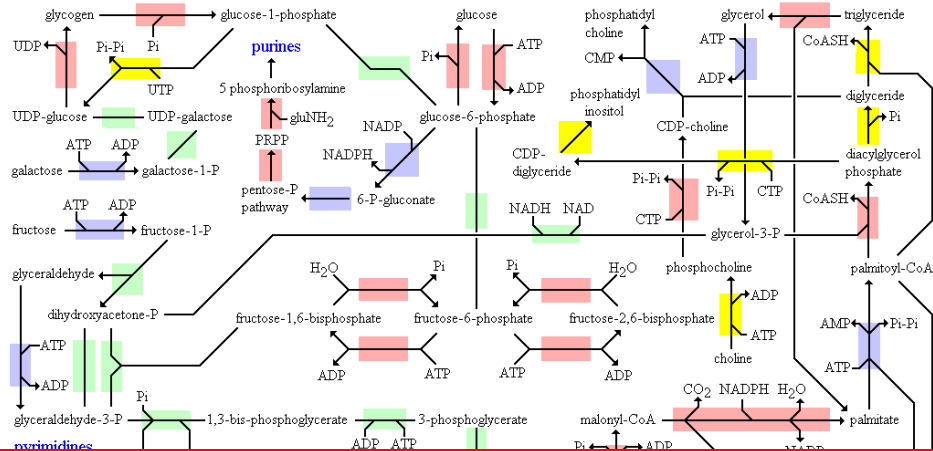 glycogen
glucose-1-phosphate
glucose
phosphatidyl
choline
glycerol
triglyceride
UDP
Pi-Pi
Pi
purines
Pi
ATP
CMP
ATP
CoASH
UTP
5 phosphoribosylamine
ADP
ADP
phosphatidyl
inositol
diglyceride
UDP-glucose
UDP-galactose
gluNH2
glucose-6-phosphate
Pi
PRPP
NADP
CDP-choline
ATP
ADP
NADPH
CDP-
diglyceride
diacylglycerol
phosphate
galactose
galactose-1-P
pentose-P
pathway
6-P-gluconate
Pi-Pi
Pi-Pi
CTP
CoASH
ATP
ADP
NADH
NAD
CTP
fructose
fructose-1-P
glycerol-3-P
glyceraldehyde
H2O
Pi
Pi
H2O
phosphocholine
palmitoyl-CoA
dihydroxyacetone-P
fructose-1,6-bisphosphate
fructose-6-phosphate
fructose-2,6-bisphosphate
ADP
ATP
AMP
Pi-Pi
ATP
ADP
choline
ADP
ATP
ATP
ADP
ATP
CO2
NADPH
H2O
Pi
glyceraldehyde-3-P
1,3-bis-phosphoglycerate
3-phosphoglycerate
malonyl-CoA
palmitate
pyrimidines
ADP
ATP
Pi
ADP
NADP